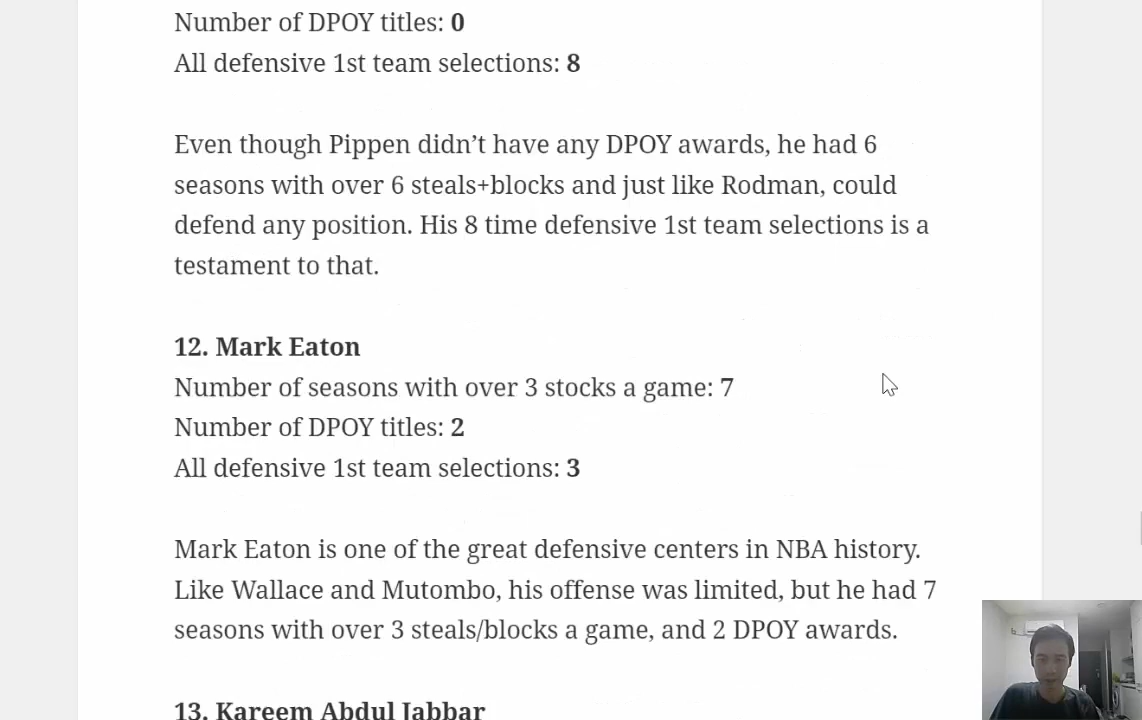 Number of DPOY titles: 0
All defensive 1st team selections: 8
Even though Pippen didn’t have any DPOY awards, he had 6
seasons with over 6 steals+blocks and just like Rodman, could
defend any position. His 8 time defensive 1st team selections is a
testament to that.
12. Mark Eaton
Number of seasons with over 3 stocks a game: 7
Number of DPOY titles: 2
All defensive 1st team selections: 3
Mark Eaton is one of the great defensive centers in NBA history.
Like Wallace and Mutombo, his offense was limited, but he had 7
seasons with over 3 steals/blocks a game, and 2 DPOY awards.
13. Kareem Abdul Jabbar